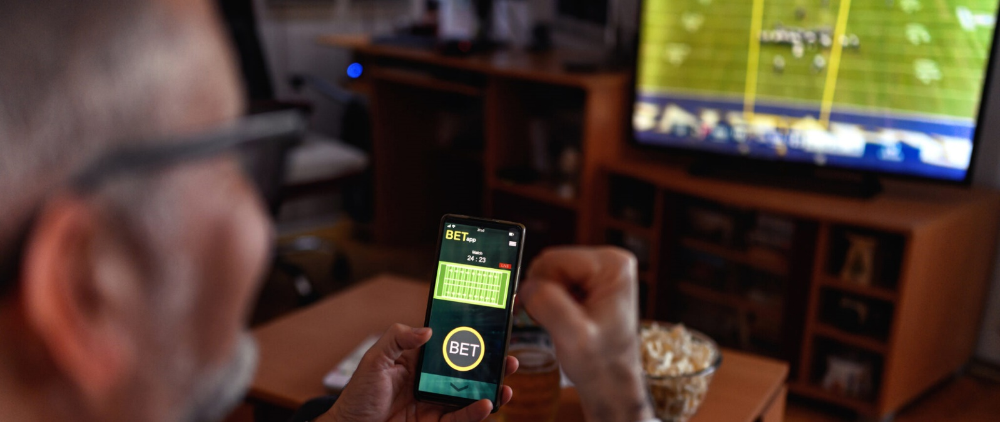 BETapp
Match
24 : 23
LIVE
BET